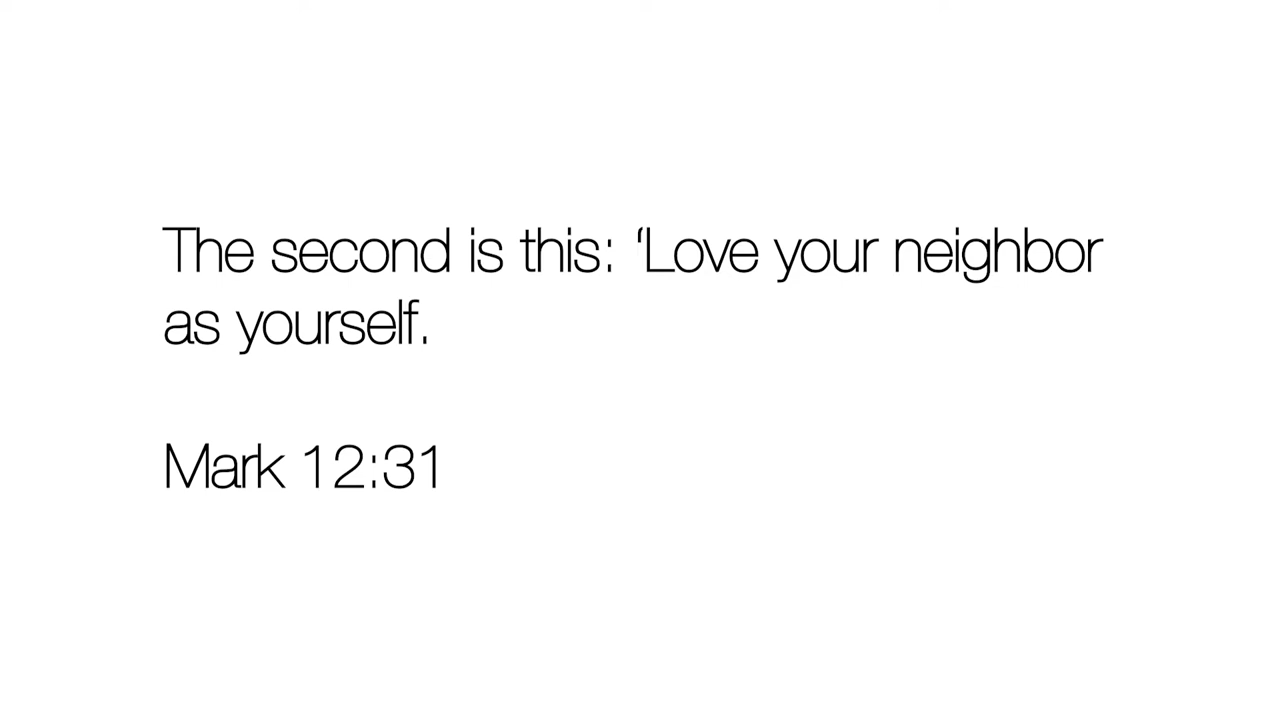 The second is this: ‘Love your neighbor
as yourself.
Mark 12:31